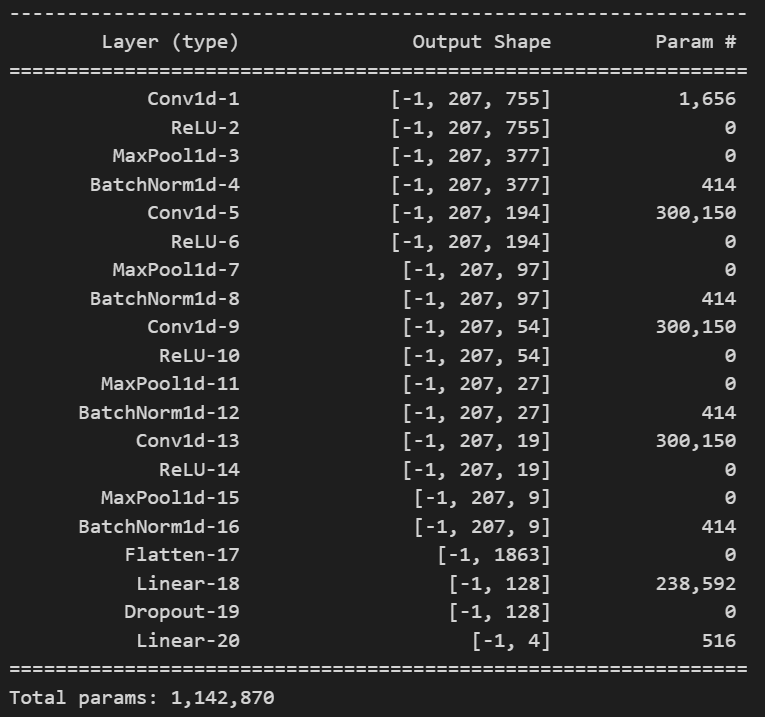 ----------------------------------------------------------------
Layer (type) Output Shape Param #
================================================================
Conv1d-1 [-1, 207, 755] 1,656
ReLU-2 [-1, 207, 755] 0
MaxPool1d-3 [-1, 207, 377] 0
BatchNorm1d-4 [-1, 207, 377] 414
Conv1d-5 [-1, 207, 194] 300,150
ReLU-6 [-1, 207, 194] 0
MaxPool1d-7 [-1, 207, 97] 0
BatchNorm1d-8 [-1, 207, 97] 414
Conv1d-9 [-1, 207, 54] 300,150
ReLU-10 [-1, 207, 54] 0
MaxPool1d-11 [-1, 207, 27] 0
BatchNorm1d-12 [-1, 207, 27] 414
Conv1d-13 [-1, 207, 19] 300,150
ReLU-14 [-1, 207, 19] 0
MaxPool1d-15 [-1, 207, 9] 0
BatchNorm1d-16 [-1, 207, 9] 414
Flatten-17 [-1, 1863] 0
Linear-18 [-1, 128] 238,592
Dropout-19 [-1, 128] 0
Linear-20 [-1, 4] 516
================================================================
Total params: 1,142,870